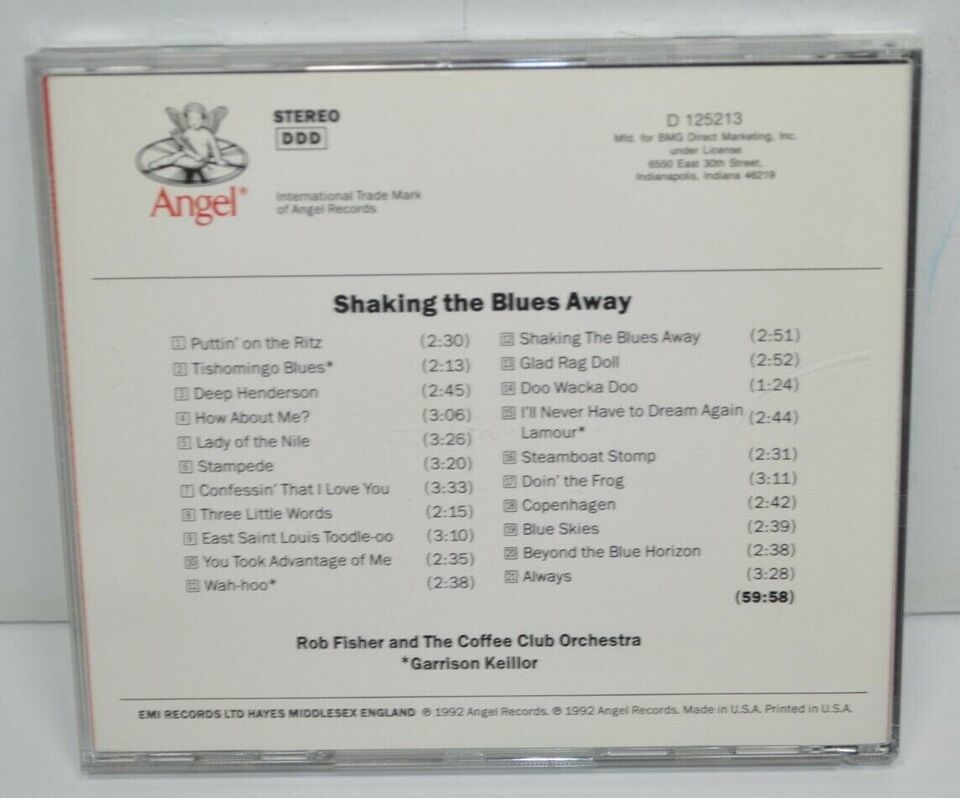 STEREO
DDD
Angel®
International Trade Mark
of Angel Records
D 125213
Mfd. for BMG Direct Marketing, Inc.
under License
6550 East 30th Street,
Indianapolis, Indiana 46219
Shaking the Blues Away
1 Puttin' on the Ritz (2:30)
2 Tishomingo Blues* (2:13)
3 Deep Henderson (2:45)
4 How About Me? (3:06)
5 Lady of the Nile (3:26)
6 Stampede (3:20)
7 Confessin' That I Love You (3:33)
8 Three Little Words (2:15)
9 East Saint Louis Toodle-oo (3:10)
10 You Took Advantage of Me (2:35)
11 Wah-hoo* (2:38)
12 Shaking The Blues Away (2:51)
13 Glad Rag Doll (2:52)
14 Doo Wacka Doo (1:24)
15 I'll Never Have to Dream Again (2:44)
Lamour*
16 Steamboat Stomp (2:31)
17 Doin' the Frog (3:11)
18 Copenhagen (2:42)
19 Blue Skies (2:39)
20 Beyond the Blue Horizon (2:38)
21 Always (3:28)
(59:58)
Rob Fisher and The Coffee Club Orchestra
*Garrison Keillor
EMI RECORDS LTD HAYES MIDDLESEX ENGLAND ℗ 1992 Angel Records. © 1992 Angel Records. Made in U.S.A. Printed in U.S.A.